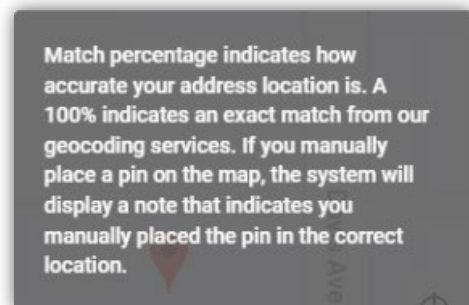 Match percentage indicates how
accurate your address location is. A
100% indicates an exact match from our
geocoding services. If you manually
place a pin on the map, the system will
display a note that indicates you
manually placed the pin in the correct
location.
Ave